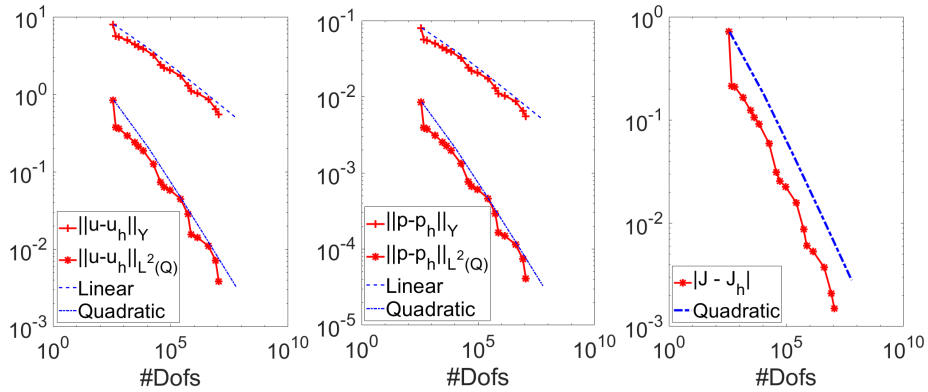 10^1
10^0
10^-1
10^-2
10^-3
10^0
10^5
10^10
#Dofs
||u-u_h||_Y
||u-u_h||_L^2(Q)
Linear
Quadratic
10^-1
10^-2
10^-3
10^-4
10^-5
10^0
10^5
10^10
#Dofs
||p-p_h||_Y
||p-p_h||_L^2(Q)
Linear
Quadratic
10^0
10^-1
10^-2
10^-3
10^0
10^5
10^10
#Dofs
|J - J_h|
Quadratic